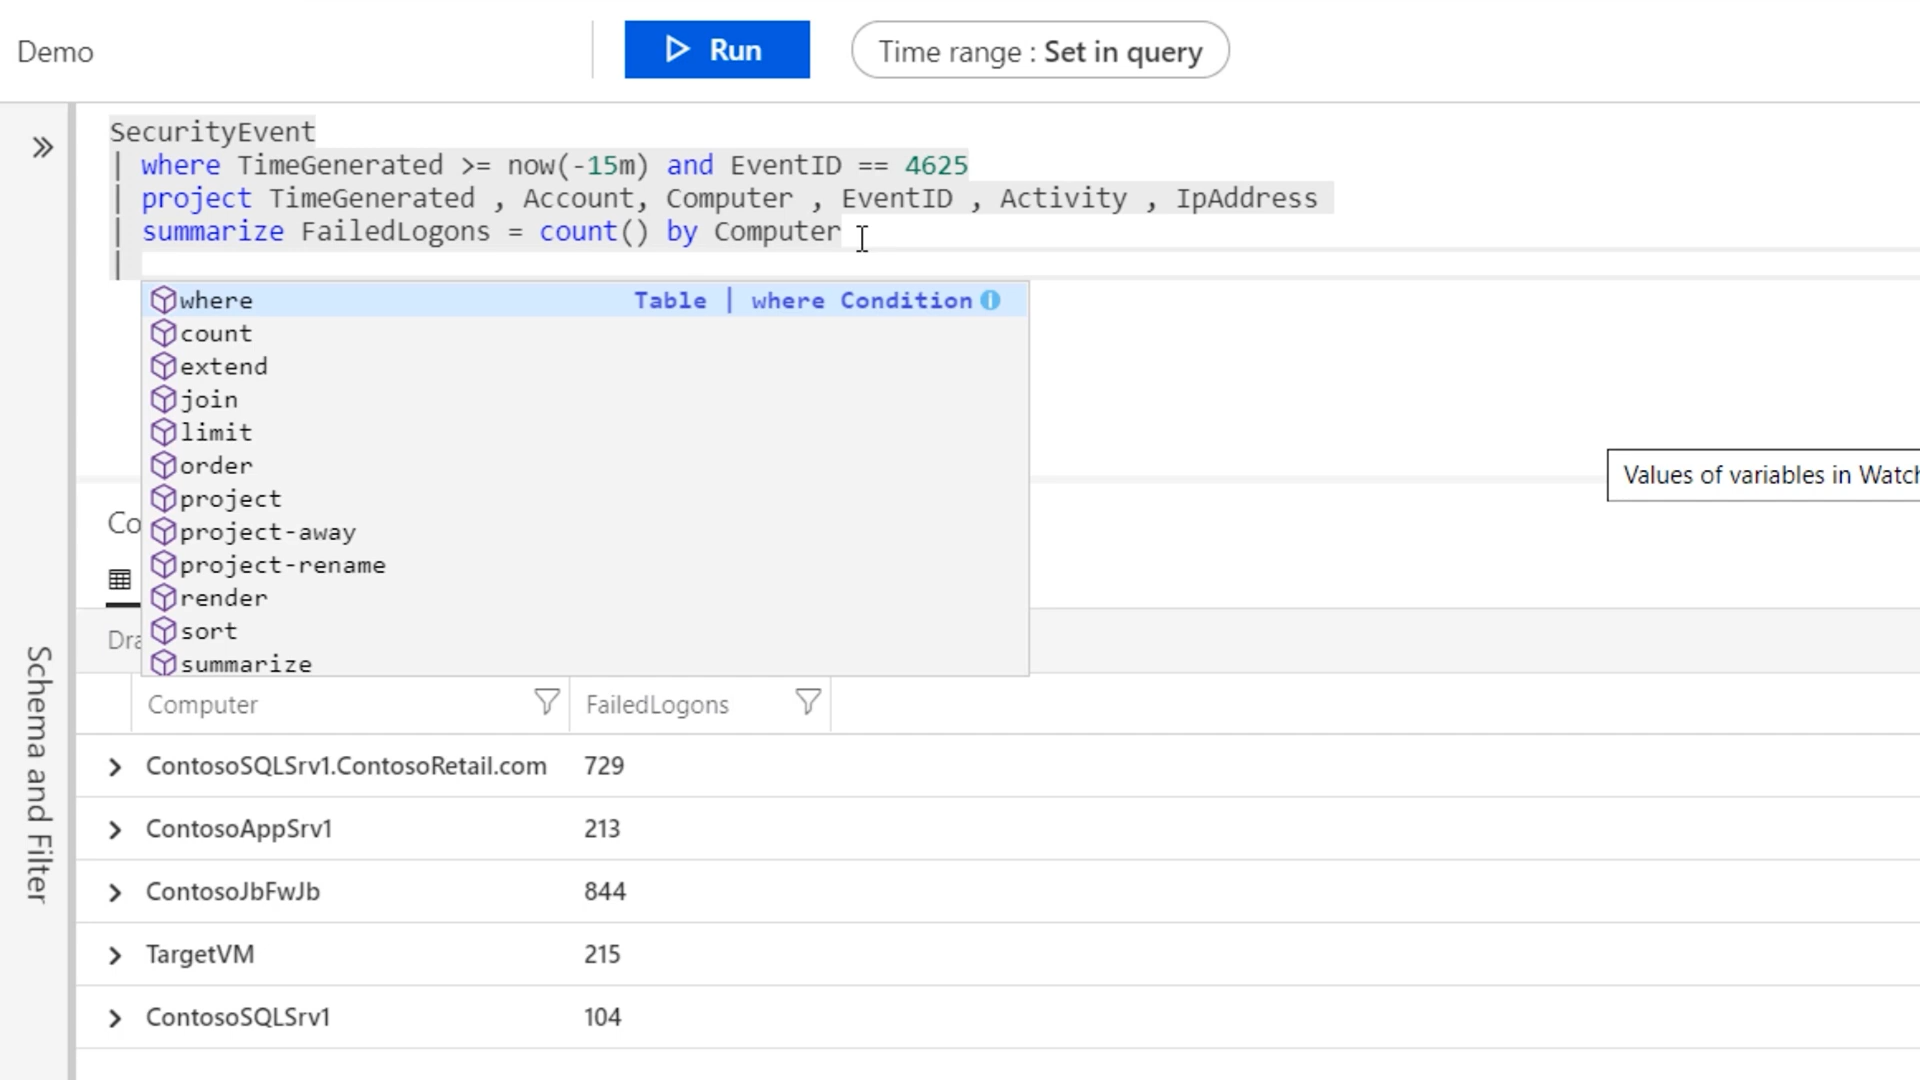 Demo
Run
Time range : Set in query
SecurityEvent
| where TimeGenerated >= now(-15m) and EventID == 4625
| project TimeGenerated , Account, Computer , EventID , Activity , IpAddress
| summarize FailedLogons = count() by Computer
|
where Table | where Condition
count
extend
join
limit
order
project
project-away
project-rename
render
sort
summarize
Values of variables in Watch
Co
Dra
Schema and Filter
Computer FailedLogons
ContosoSQLSrv1.ContosoRetail.com 729
ContosoAppSrv1 213
ContosoJbFwJb 844
TargetVM 215
ContosoSQLSrv1 104